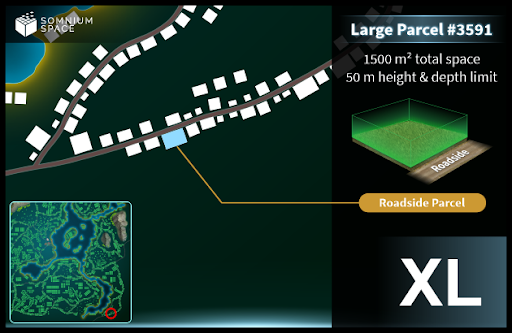 SOMNIUM
SPACE
Large Parcel #3591
1500 m² total space
50 m height & depth limit
Roadside
Roadside Parcel
XL